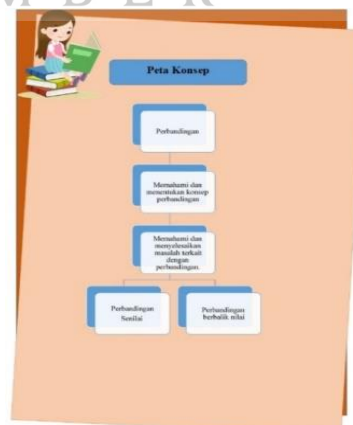 M B E R
Peta Konsep
Perbandingan
Memahami dan
menentukan konsep
perbandingan
Memahami dan
menyelesaikan
masalah terkait
dengan
perbandingan.
Perbandingan
Senilai
Perbandingan
berbalik nilai